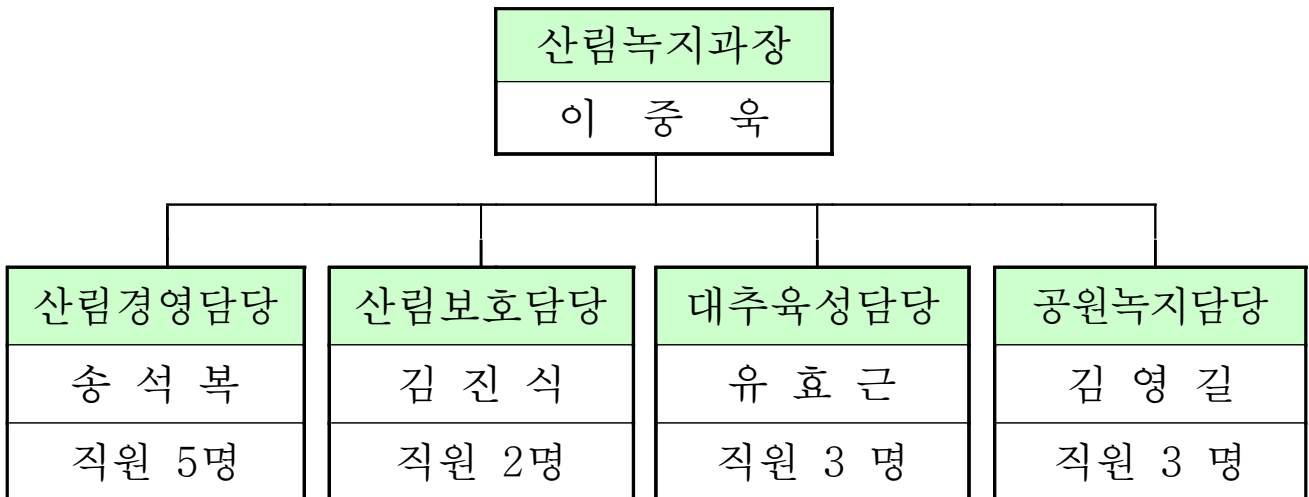 산림녹지과장
이 중 욱
산림경영담당 산림보호담당 대추육성담당 공원녹지담당
송 석 복 김 진 식 유 효 근 김 영 길
직원 5명 직원 2명 직원 3 명 직원 3 명